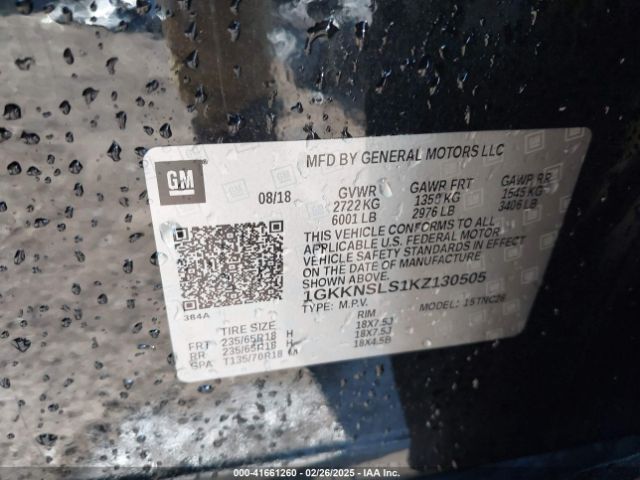 GM
MFD BY GENERAL MOTORS LLC
08/18
GVWR GAWR FRT GAWR RR
2722 KG 1350 KG 1545 KG
6001 LB 2976 LB 3406 LB
THIS VEHICLE CONFORMS TO ALL
APPLICABLE U.S. FEDERAL MOTOR
VEHICLE SAFETY STANDARDS IN EFFECT
ON THE DATE OF MANUFACTURE
1GKKNSLS1KZ130505
TYPE: M.P.V. MODEL: 15TNC26
384A
TIRE SIZE RIM
FRT 235/65R18 H 18X7.5J
RR 235/65R18 H 18X7.5J
SPA T135/70R18 M 18X4.5B
000-41661260 - 02/26/2025 - IAA Inc.